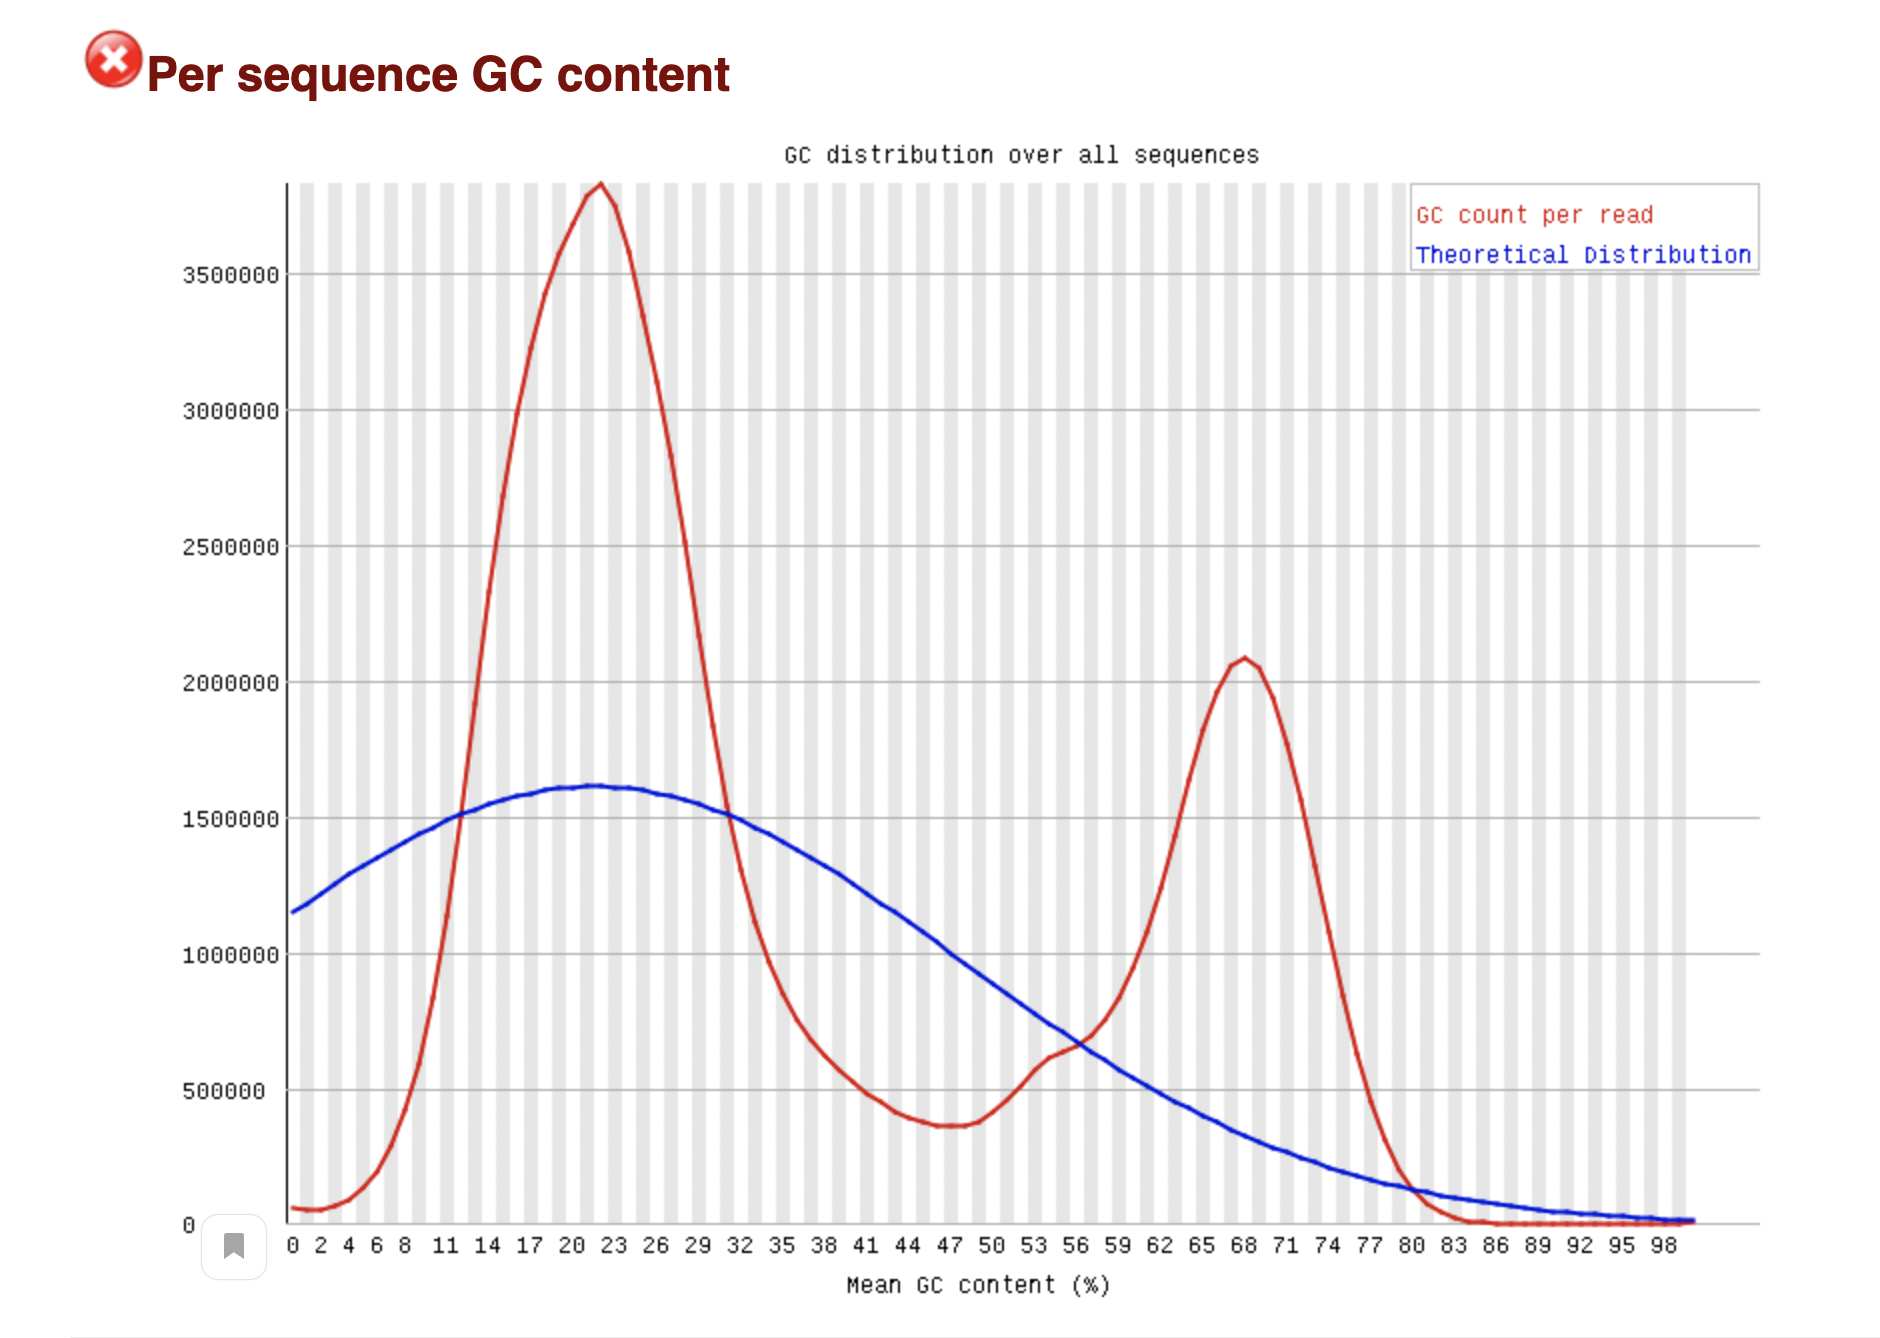 Per sequence GC content
GC distribution over all sequences
GC count per read
Theoretical Distribution
3500000
3000000
2500000
2000000
1500000
1000000
500000
0
0 2 4 6 8 11 14 17 20 23 26 29 32 35 38 41 44 47 50 53 56 59 62 65 68 71 74 77 80 83 86 89 92 95 98
Mean GC content (%)